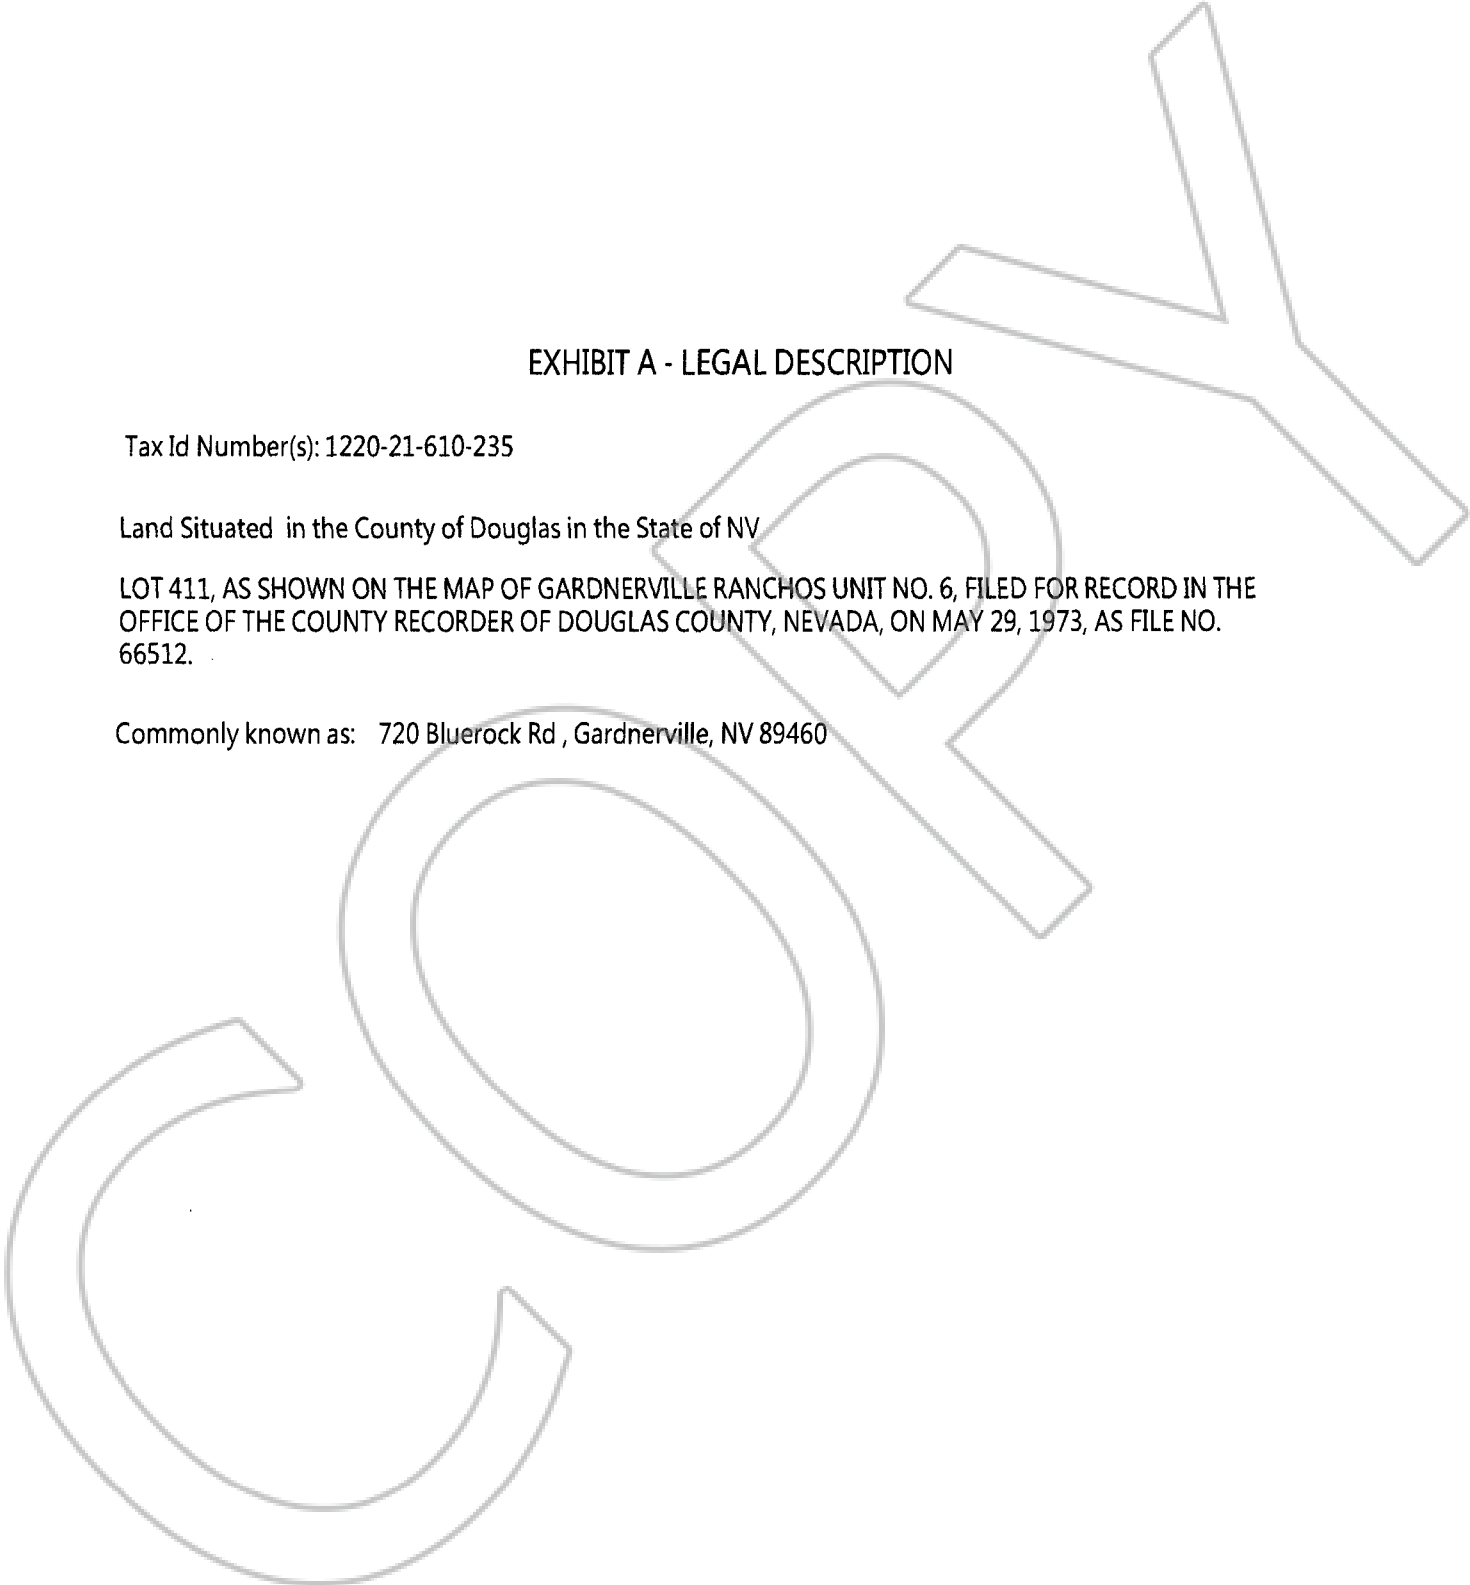 EXHIBIT A - LEGAL DESCRIPTION
Tax Id Number(s): 1220-21-610-235
Land Situated in the County of Douglas in the State of NV
LOT 411, AS SHOWN ON THE MAP OF GARDNERVILLE RANCHOS UNIT NO. 6, FILED FOR RECORD IN THE
OFFICE OF THE COUNTY RECORDER OF DOUGLAS COUNTY, NEVADA, ON MAY 29, 1973, AS FILE NO.
66512.
Commonly known as: 720 Bluerock Rd , Gardnerville, NV 89460
COPY